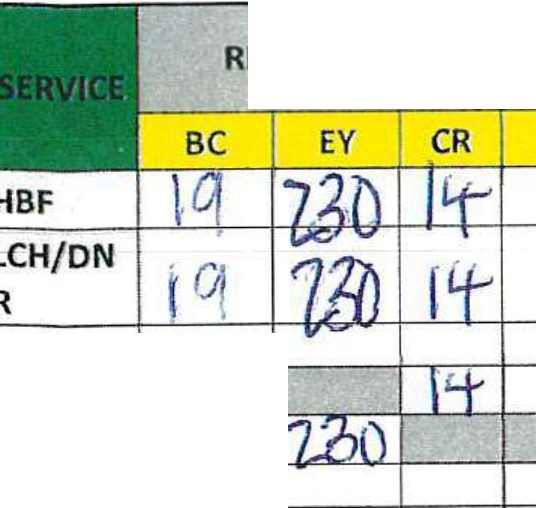 SERVICE
BC EY CR
HBF 19 230 14
LCH/DN 19 230 14
R
14
230